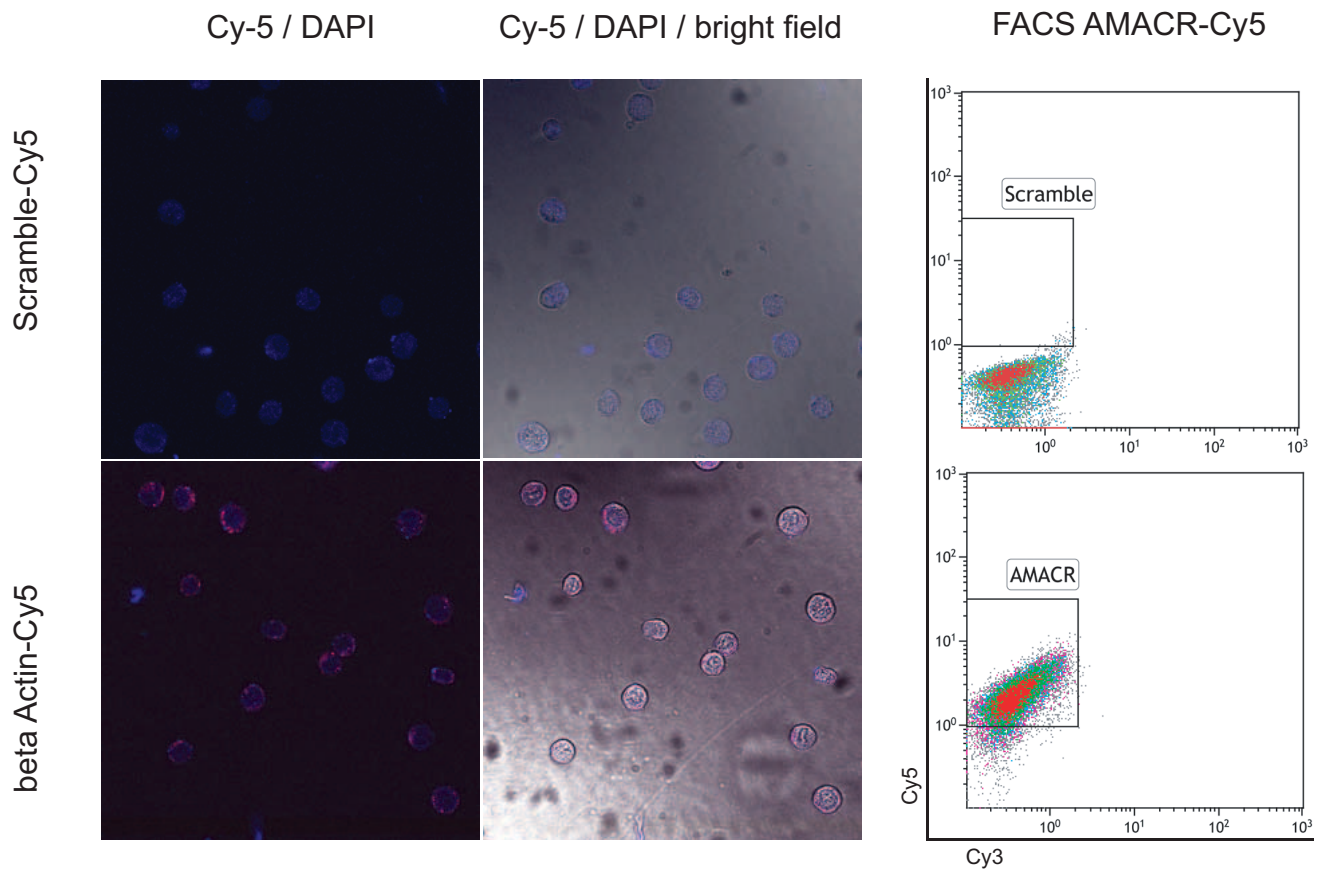 Cy-5 / DAPI
Cy-5 / DAPI / bright field
FACS AMACR-Cy5
Scramble-Cy5
beta Actin-Cy5
10³
10²
10¹
10⁰
Scramble
10⁰ 10¹ 10² 10³
10³
10²
10¹
10⁰
AMACR
10⁰ 10¹ 10² 10³
Cy5
Cy3